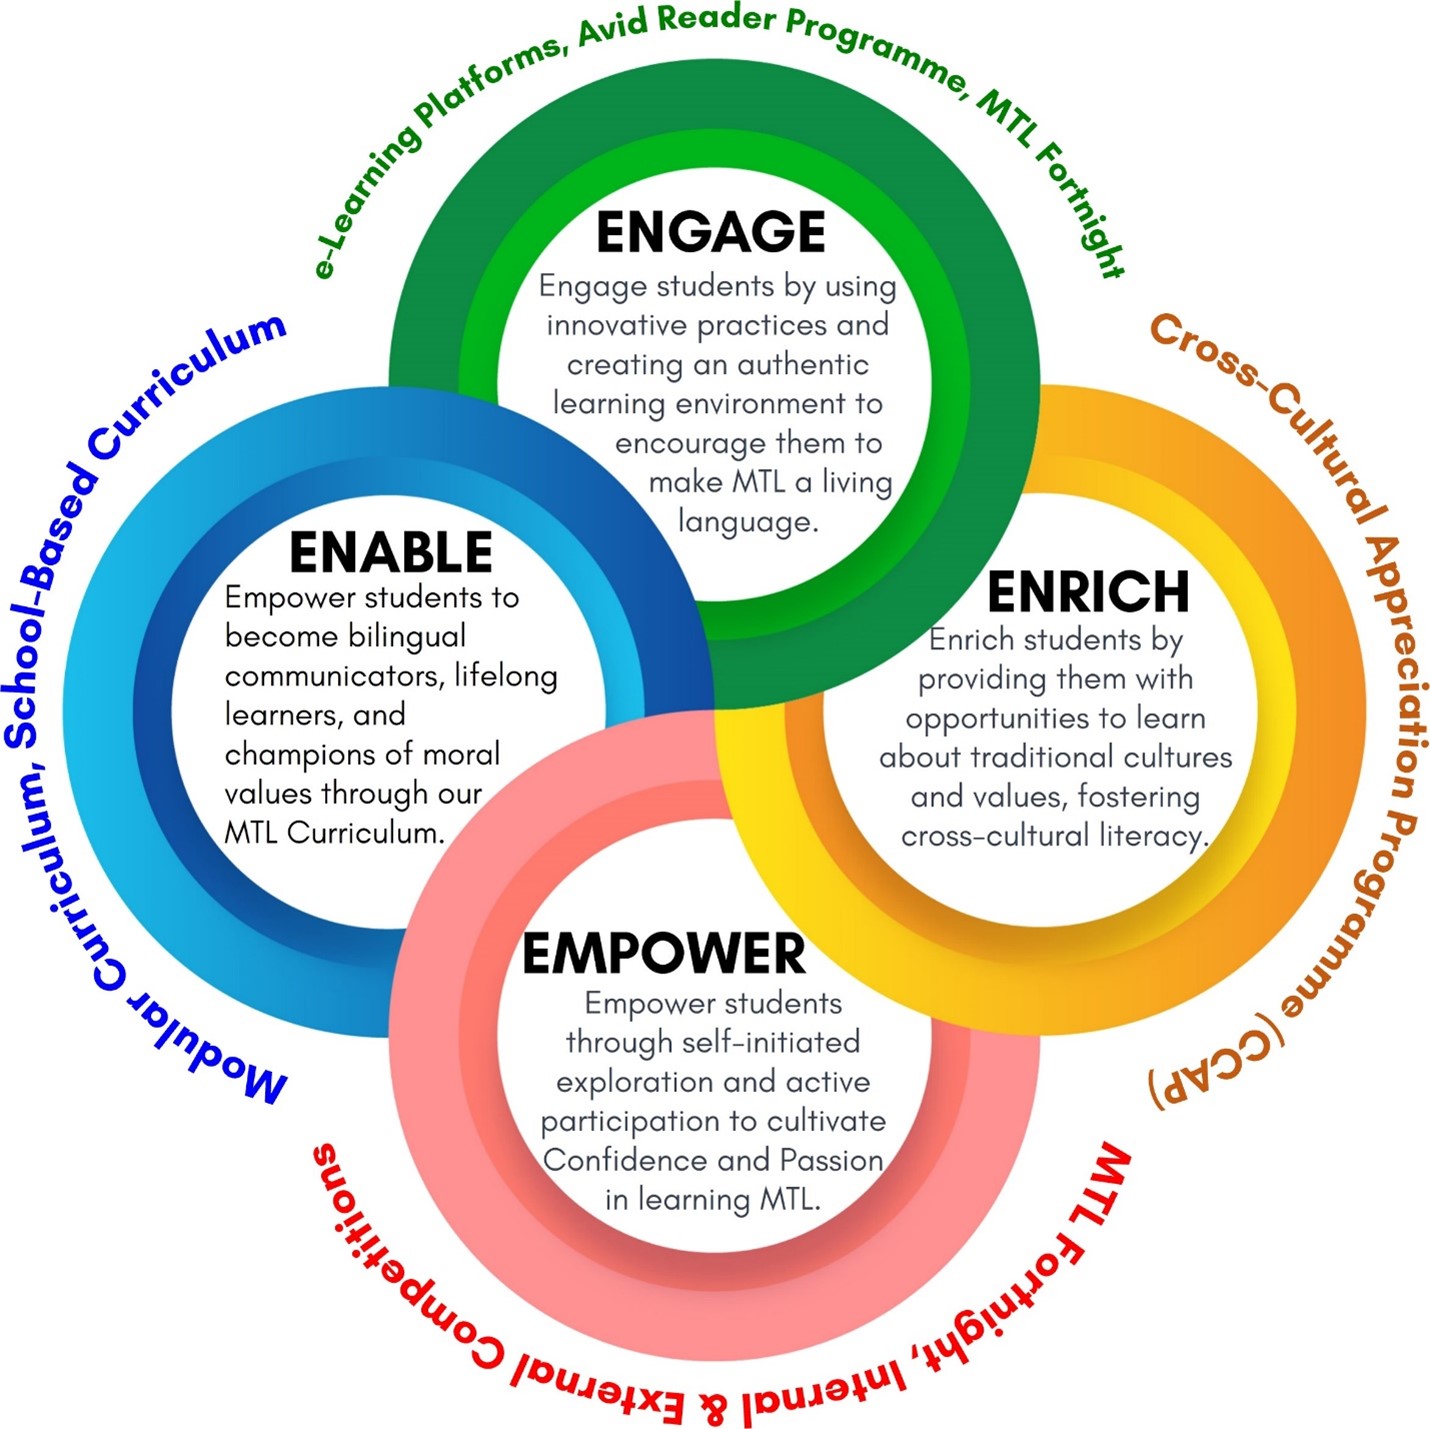 e-Learning Platforms, Avid Reader Programme, MTL Fortnight
ENGAGE
Engage students by using
innovative practices and
creating an authentic
learning environment to
encourage them to
make MTL a living
language.
Modular Curriculum, School-Based Curriculum
ENABLE
Empower students to
become bilingual
communicators, lifelong
learners, and
champions of moral
values through our
MTL Curriculum.
Cross-Cultural Appreciation Programme (CCAP)
ENRICH
Enrich students by
providing them with
opportunities to learn
about traditional cultures
and values, fostering
cross-cultural literacy.
EMPOWER
Empower students
through self-initiated
exploration and active
participation to cultivate
Confidence and Passion
in learning MTL.
MTL Fortnight, Internal & External Competitions